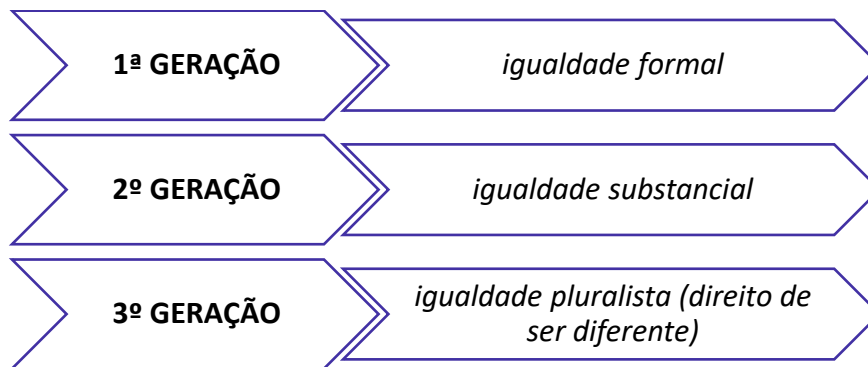 1ª GERAÇÃO
igualdade formal
2º GERAÇÃO
igualdade substancial
3º GERAÇÃO
igualdade pluralista (direito de
ser diferente)